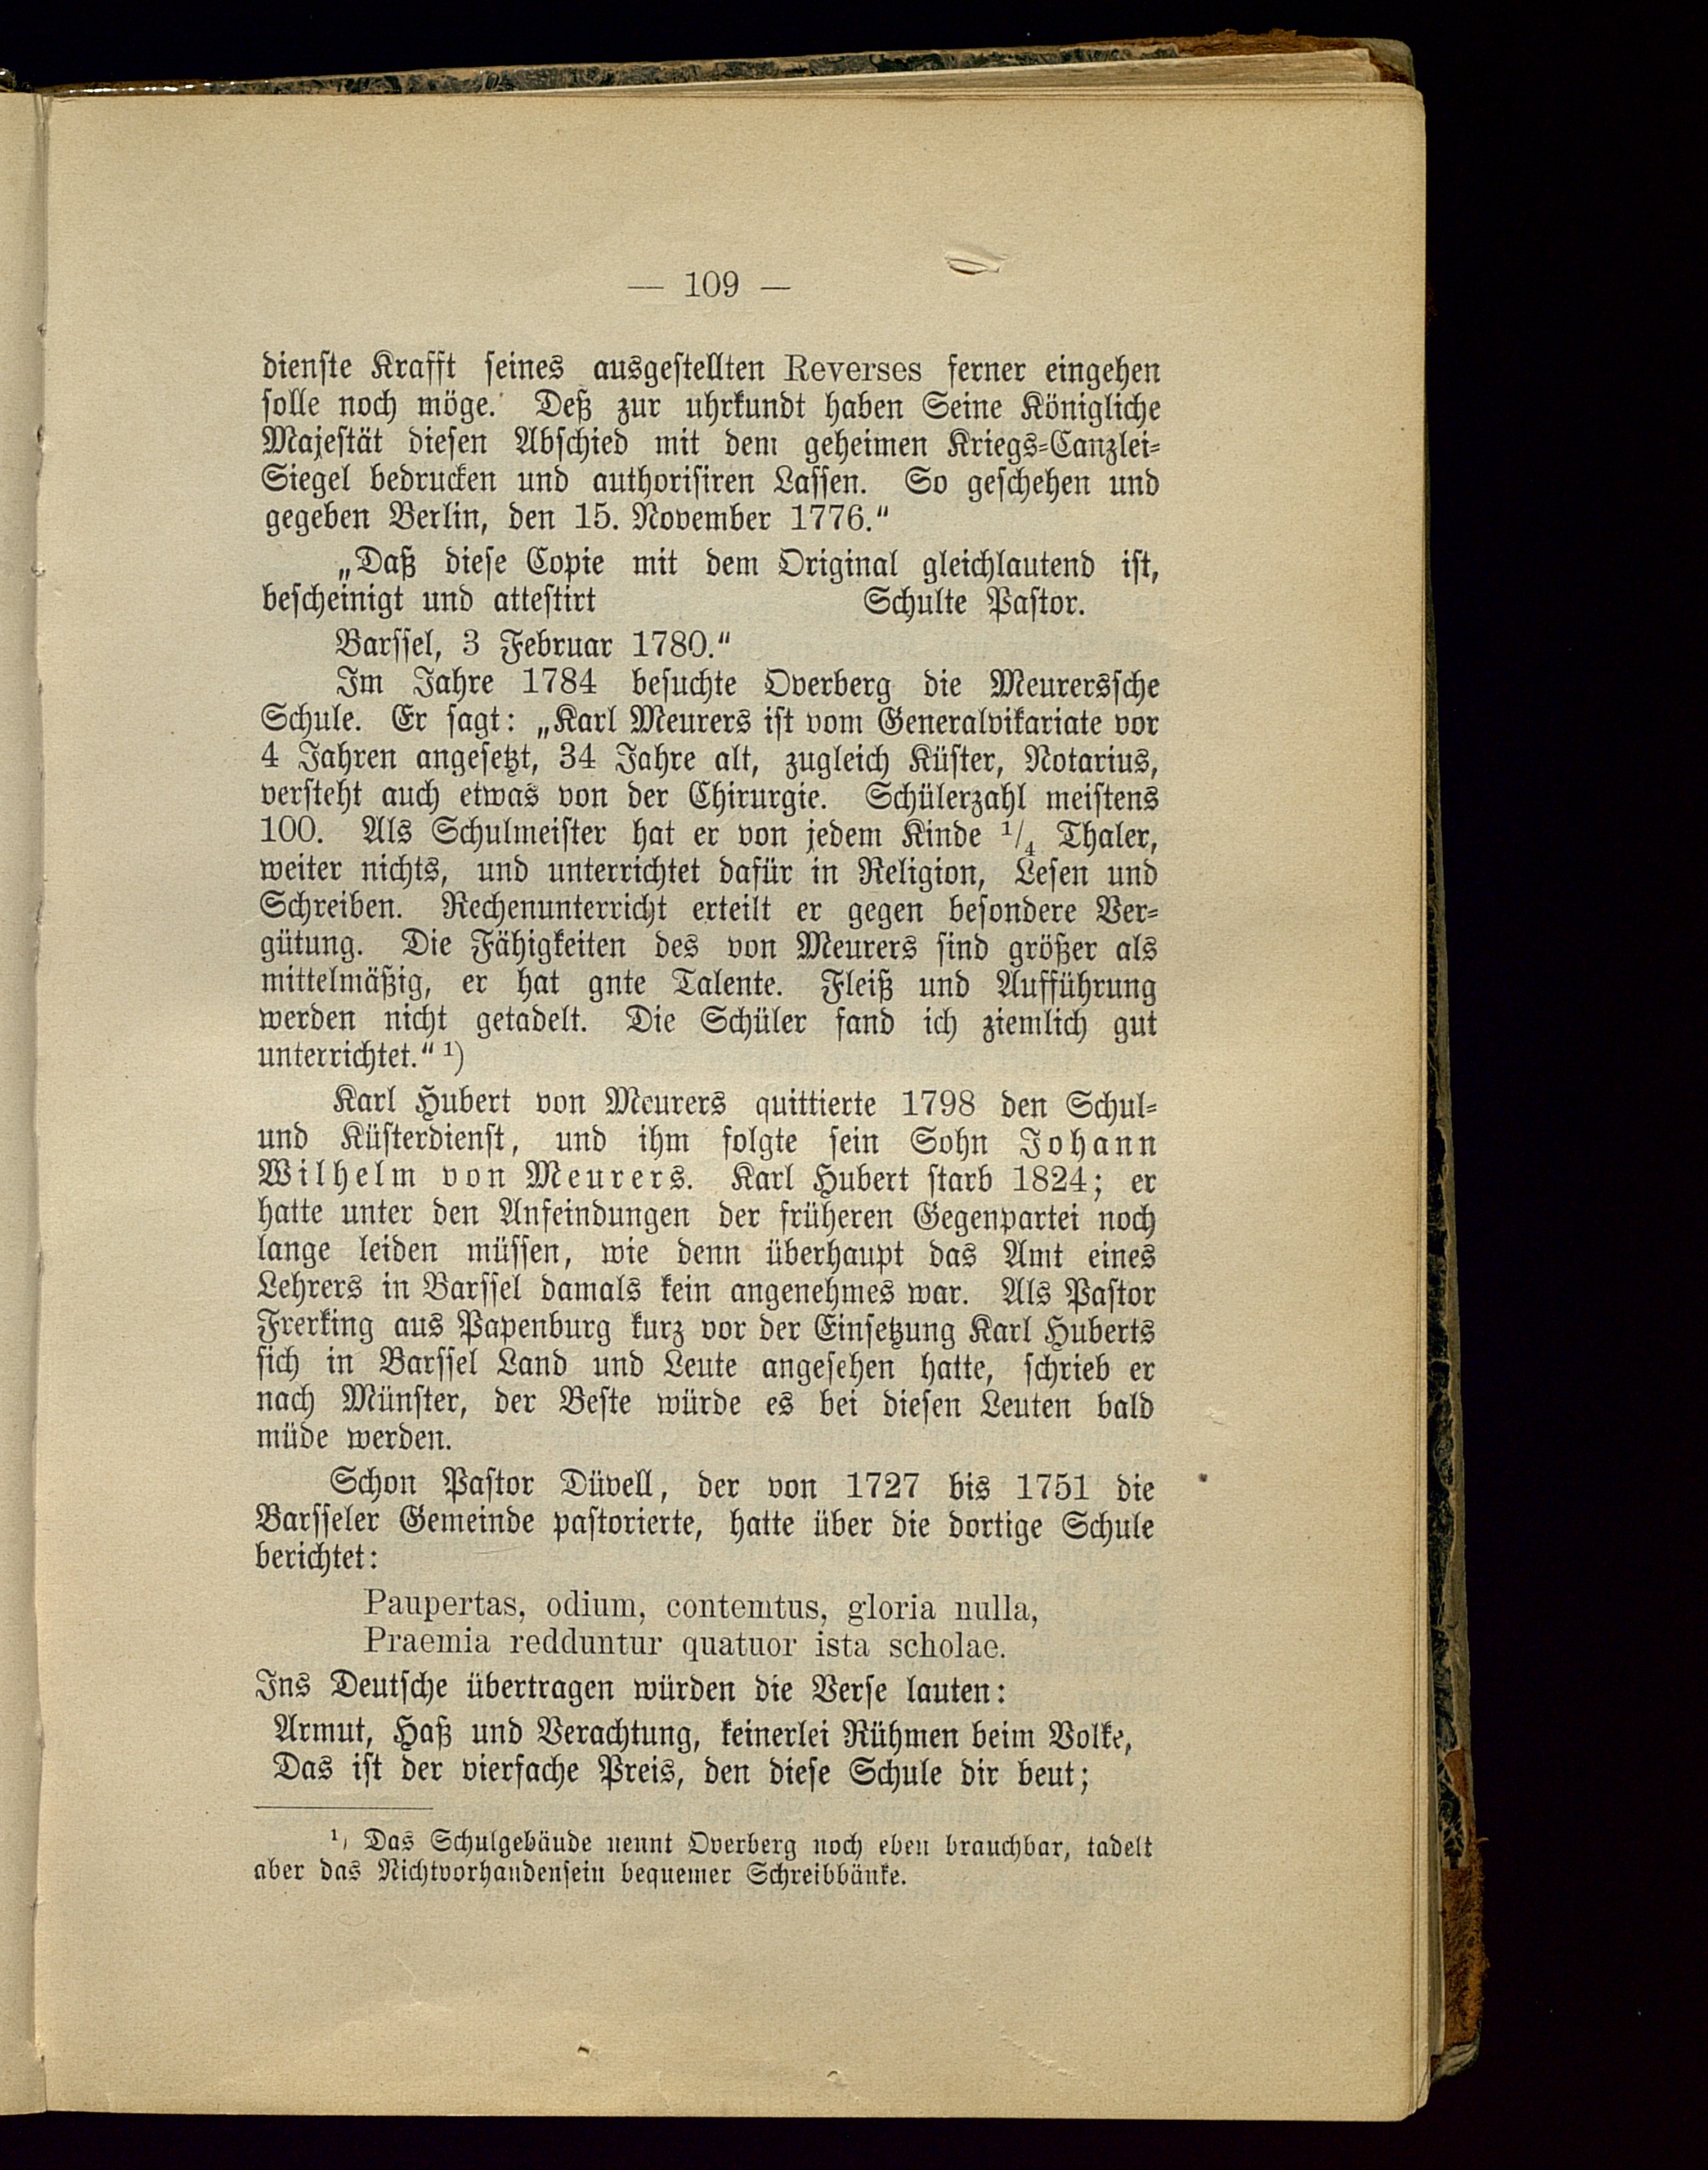 — 109 —
dienste Krafft seines ausgestellten Reverses ferner eingehen
solle noch möge. Deß zur uhrkundt haben Seine Königliche
Majestät diesen Abschied mit dem geheimen Kriegs-Canzlei-
Siegel bedrucken und authorisiren Lassen. So geschehen und
gegeben Berlin, den 15. November 1776.“
„Daß diese Copie mit dem Original gleichlautend ist,
bescheinigt und attestirt Schulte Pastor.
Barssel, 3 Februar 1780.“
Im Jahre 1784 besuchte Overberg die Meurerssche
Schule. Er sagt: „Karl Meurers ist vom Generalvikariate vor
4 Jahren angesetzt, 34 Jahre alt, zugleich Küster, Notarius,
versteht auch etwas von der Chirurgie. Schülerzahl meistens
100. Als Schulmeister hat er von jedem Kinde ¹/₄ Thaler,
weiter nichts, und unterrichtet dafür in Religion, Lesen und
Schreiben. Rechenunterricht erteilt er gegen besondere Ver-
gütung. Die Fähigkeiten des von Meurers sind größer als
mittelmäßig, er hat gnte Talente. Fleiß und Aufführung
werden nicht getadelt. Die Schüler fand ich ziemlich gut
unterrichtet.“ ¹)
Karl Hubert von Meurers quittierte 1798 den Schul-
und Küsterdienst, und ihm folgte sein Sohn Johann
Wilhelm von Meurers. Karl Hubert starb 1824; er
hatte unter den Anfeindungen der früheren Gegenpartei noch
lange leiden müssen, wie denn überhaupt das Amt eines
Lehrers in Barssel damals kein angenehmes war. Als Pastor
Frerking aus Papenburg kurz vor der Einsetzung Karl Huberts
sich in Barssel Land und Leute angesehen hatte, schrieb er
nach Münster, der Beste würde es bei diesen Leuten bald
müde werden.
Schon Pastor Düvell, der von 1727 bis 1751 die
Barsseler Gemeinde pastorierte, hatte über die dortige Schule
berichtet:
Paupertas, odium, contemtus, gloria nulla,
Praemia redduntur quatuor ista scholae.
Ins Deutsche übertragen würden die Verse lauten:
Armut, Haß und Verachtung, keinerlei Rühmen beim Volke,
Das ist der vierfache Preis, den diese Schule dir beut;
¹) Das Schulgebäude nennt Overberg noch eben brauchbar, tadelt
aber das Nichtvorhandensein bequemer Schreibbänke.